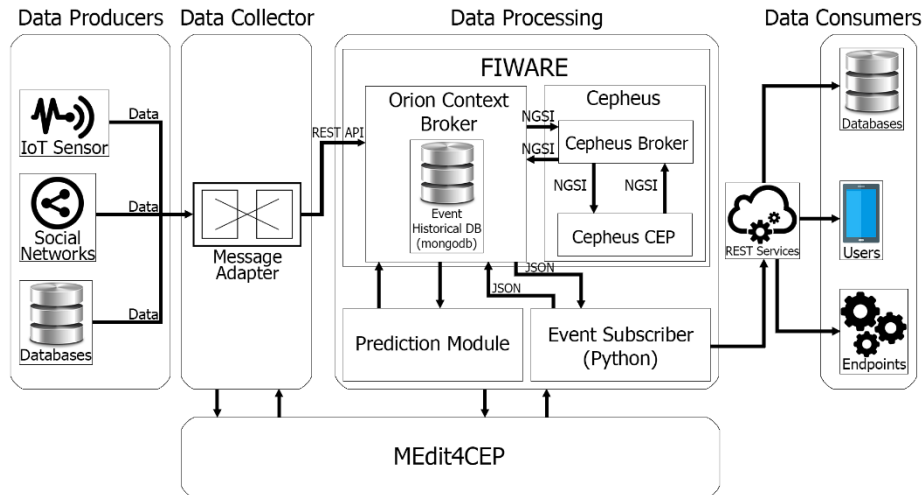 Data Producers
Data Collector
Data Processing
Data Consumers
IoT Sensor
Data
Social
Networks
Data
Databases
Data
Message
Adapter
REST API
FIWARE
Orion Context
Broker
Event
Historical DB
(mongodb)
NGSI
NGSI
Cepheus
Cepheus Broker
NGSI
NGSI
Cepheus CEP
JSON
JSON
Prediction Module
Event Subscriber
(Python)
REST Services
Databases
Users
Endpoints
MEdit4CEP